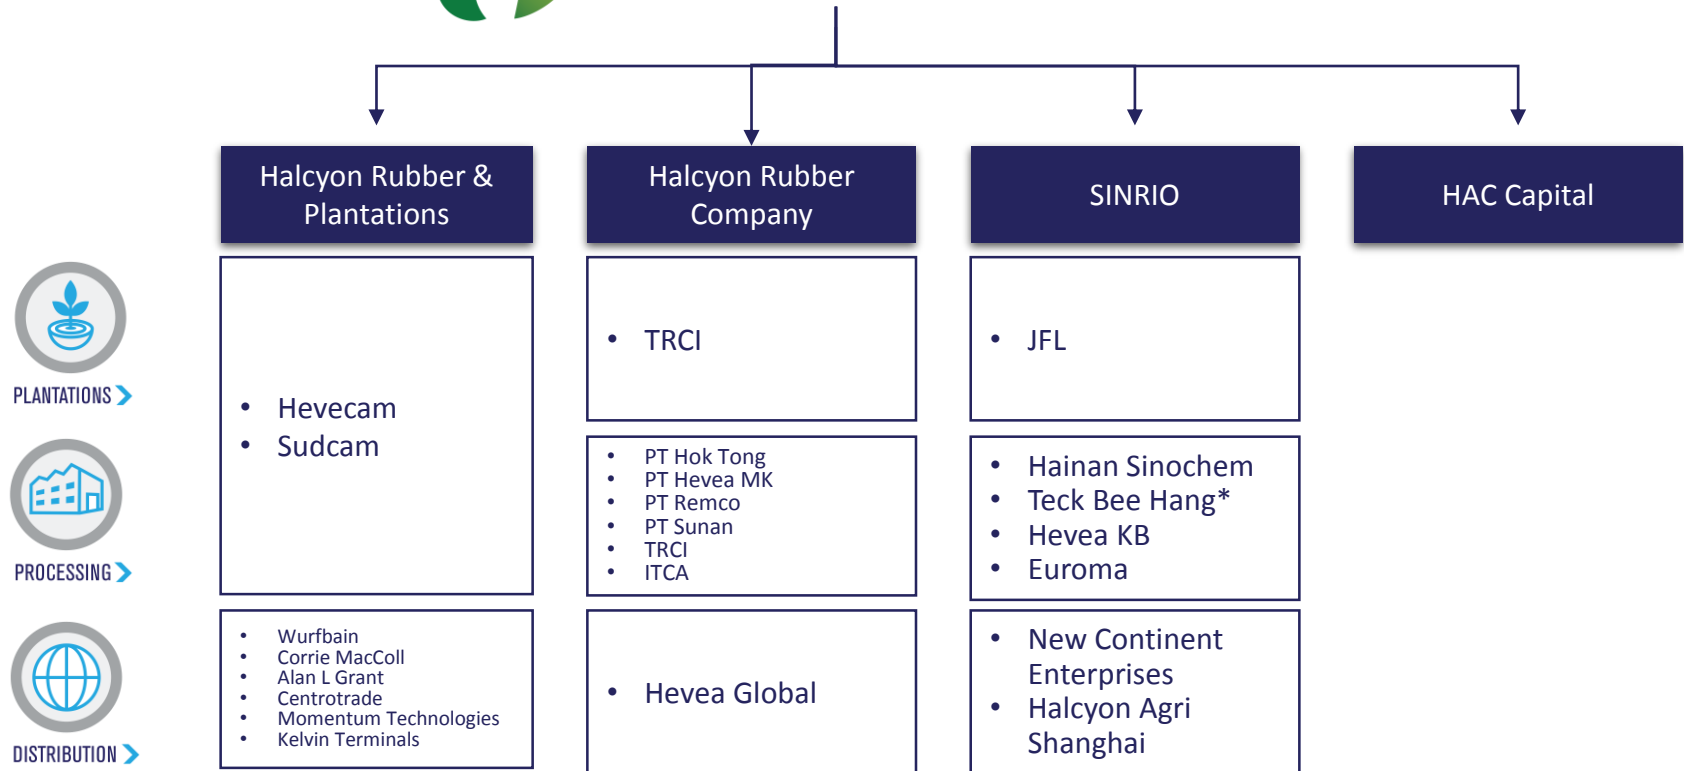 Halcyon Rubber &
Plantations
Halcyon Rubber
Company
SINRIO
HAC Capital
PLANTATIONS
PROCESSING
DISTRIBUTION
• Hevecam
• Sudcam
• Wurfbain
• Corrie MacColl
• Alan L Grant
• Centrotrade
• Momentum Technologies
• Kelvin Terminals
• TRCI
• PT Hok Tong
• PT Hevea MK
• PT Remco
• PT Sunan
• TRCI
• ITCA
• Hevea Global
• JFL
• Hainan Sinochem
• Teck Bee Hang*
• Hevea KB
• Euroma
• New Continent
Enterprises
• Halcyon Agri
Shanghai